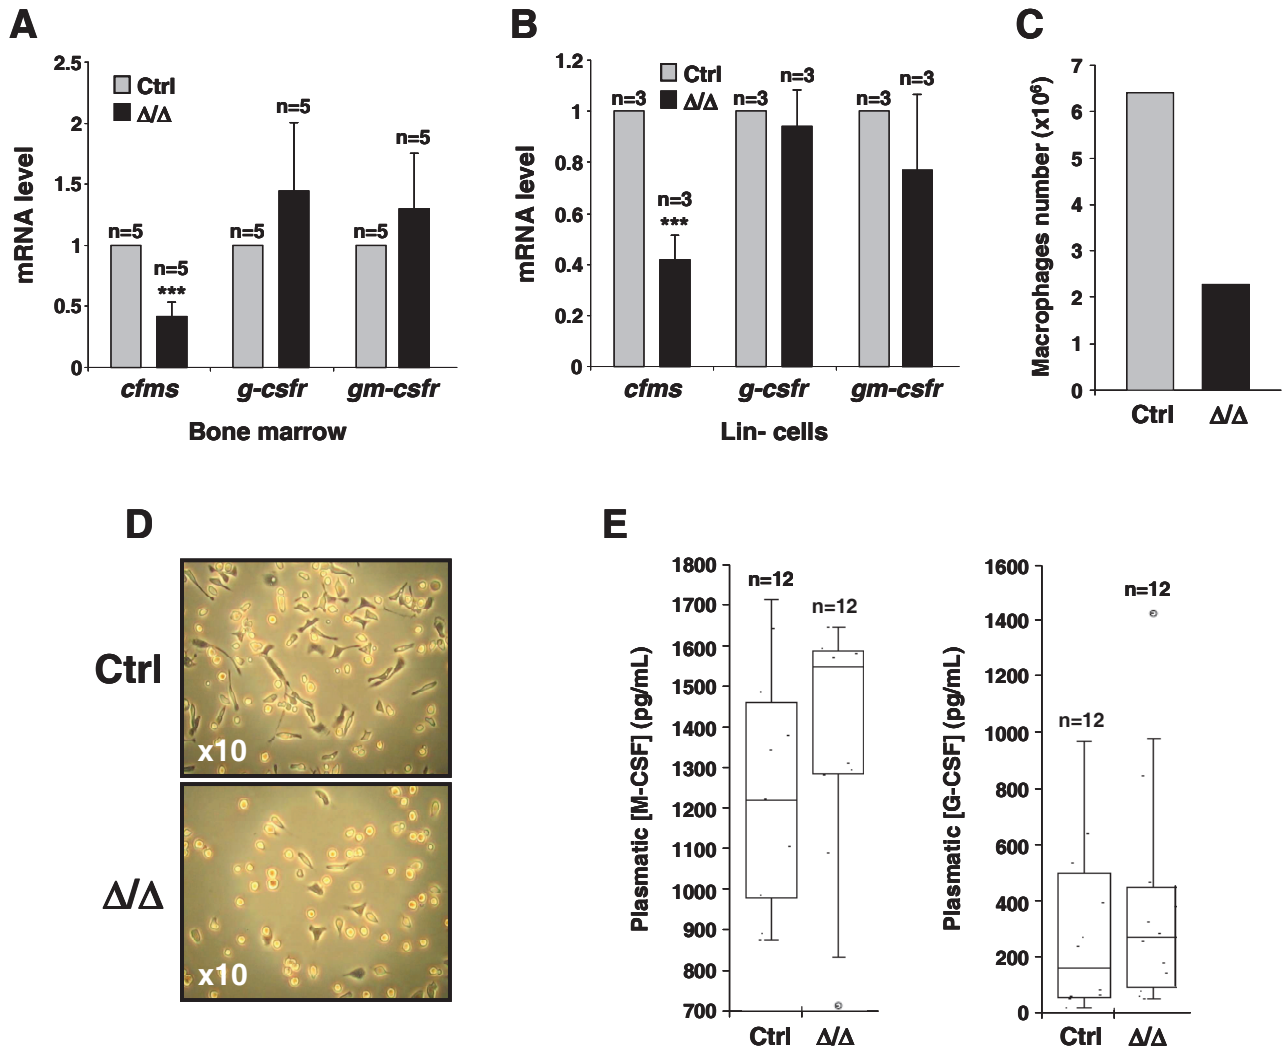 A
mRNA level
2.5
2
1.5
1
0.5
0
Ctrl
Δ/Δ
n=5
n=5
***
n=5
n=5
n=5
n=5
cfms
g-csfr
gm-csfr
Bone marrow
B
mRNA level
1.2
1
0.8
0.6
0.4
0.2
0
Ctrl
Δ/Δ
n=3
n=3
***
n=3
n=3
n=3
n=3
cfms
g-csfr
gm-csfr
Lin- cells
C
Macrophages number (x10⁶)
7
6
5
4
3
2
1
0
Ctrl
Δ/Δ
D
Ctrl
x10
Δ/Δ
x10
E
Plasmatic [M-CSF] (pg/mL)
1800
1700
1600
1500
1400
1300
1200
1100
1000
900
800
700
n=12
n=12
Ctrl
Δ/Δ
Plasmatic [G-CSF] (pg/mL)
1600
1400
1200
1000
800
600
400
200
0
n=12
n=12
Ctrl
Δ/Δ